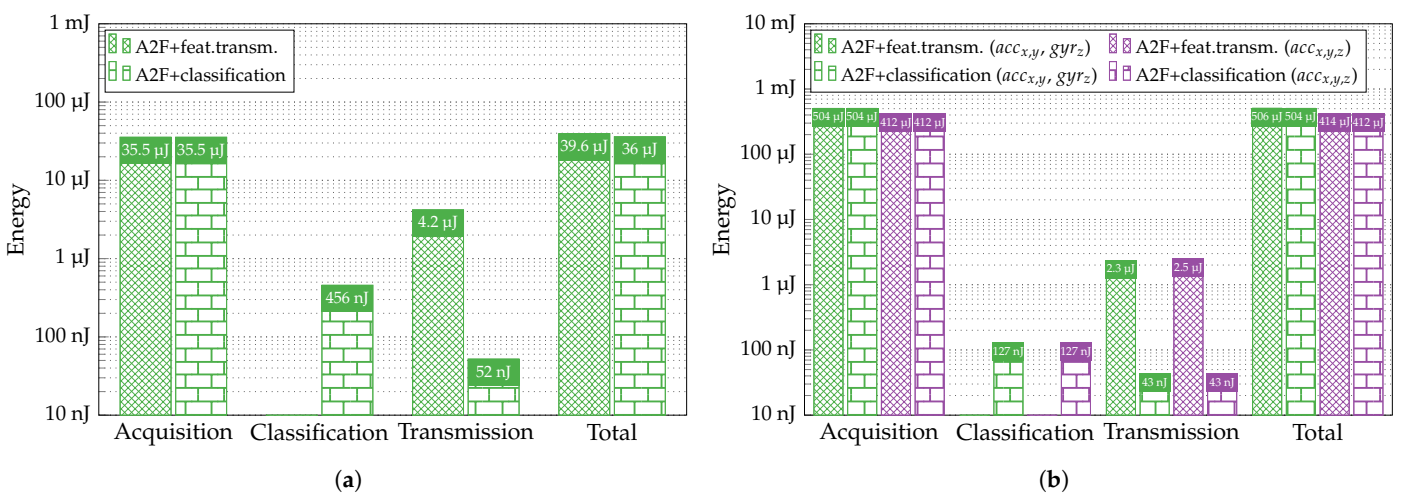 1 mJ
100 µJ
10 µJ
1 µJ
100 nJ
10 nJ
Energy
A2F+feat.transm.
A2F+classification
35.5 µJ 35.5 µJ
456 nJ
4.2 µJ
52 nJ
39.6 µJ 36 µJ
Acquisition Classification Transmission Total
(a)
10 mJ
1 mJ
100 µJ
10 µJ
1 µJ
100 nJ
10 nJ
Energy
A2F+feat.transm. (acc_{x,y}, gyr_z) A2F+feat.transm. (acc_{x,y,z})
A2F+classification (acc_{x,y}, gyr_z) A2F+classification (acc_{x,y,z})
504 µJ 504 µJ 412 µJ 412 µJ
127 nJ 127 nJ
2.3 µJ 43 nJ 2.5 µJ 43 nJ
506 µJ 504 µJ 414 µJ 412 µJ
Acquisition Classification Transmission Total
(b)